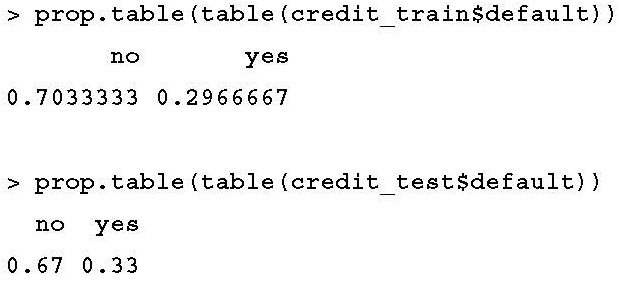 > prop.table(table(credit_train$default))
no yes
0.7033333 0.2966667
> prop.table(table(credit_test$default))
no yes
0.67 0.33